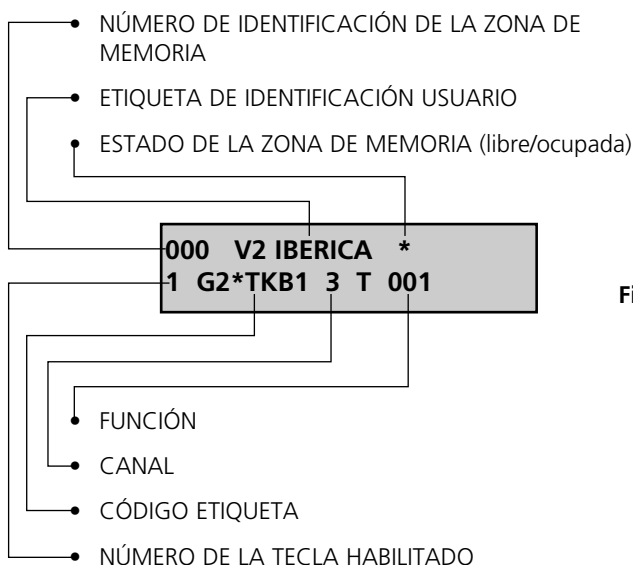 NÚMERO DE IDENTIFICACIÓN DE LA ZONA DE
MEMORIA
ETIQUETA DE IDENTIFICACIÓN USUARIO
ESTADO DE LA ZONA DE MEMORIA (libre/ocupada)
000 V2 IBERICA *
1 G2*TKB1 3 T 001
Fi
FUNCIÓN
CANAL
CÓDIGO ETIQUETA
NÚMERO DE LA TECLA HABILITADO